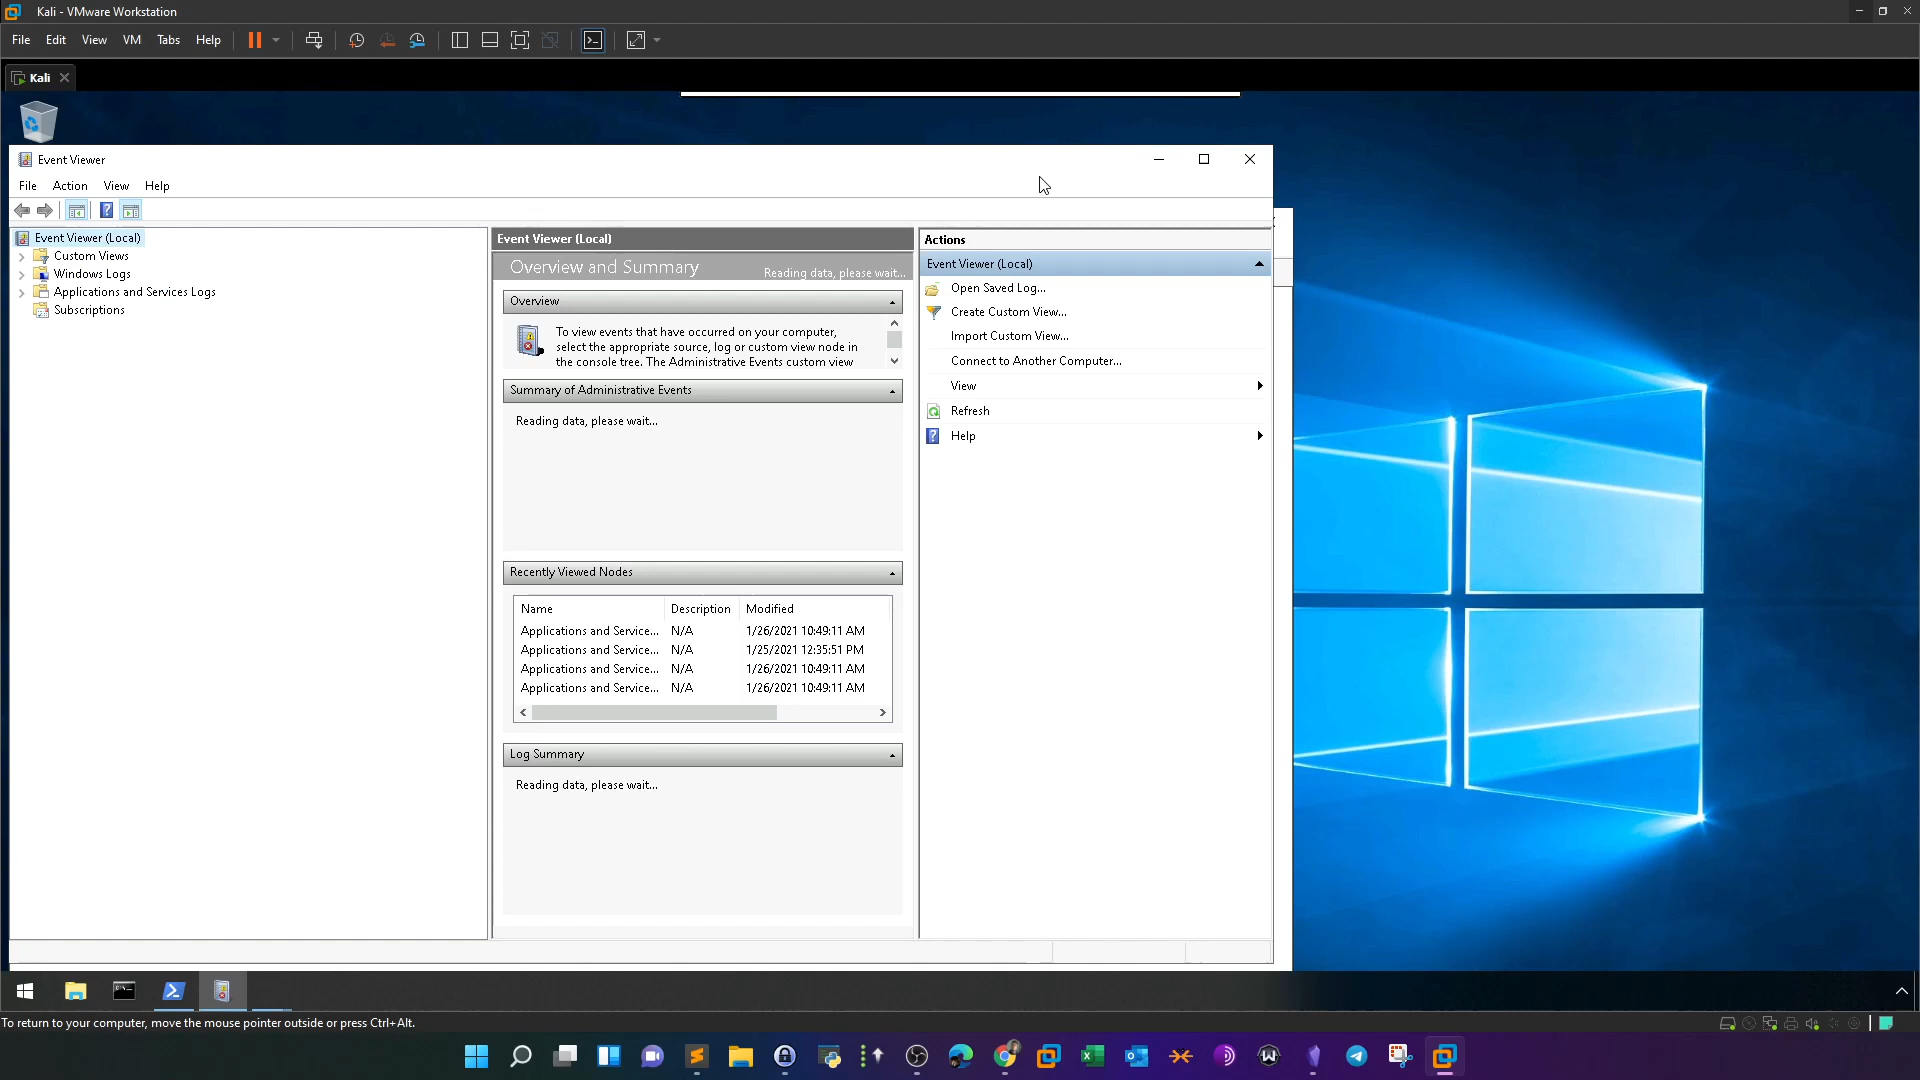 Kali - VMware Workstation
File Edit View VM Tabs Help
Kali
Event Viewer
File Action View Help
Event Viewer (Local)
Custom Views
Windows Logs
Applications and Services Logs
Subscriptions
Event Viewer (Local)
Overview and Summary Reading data, please wait...
Overview
To view events that have occurred on your computer,
select the appropriate source, log or custom view node in
the console tree. The Administrative Events custom view
Summary of Administrative Events
Reading data, please wait...
Recently Viewed Nodes
Name Description Modified
Applications and Service... N/A 1/26/2021 10:49:11 AM
Applications and Service... N/A 1/25/2021 12:35:51 PM
Applications and Service... N/A 1/26/2021 10:49:11 AM
Applications and Service... N/A 1/26/2021 10:49:11 AM
Log Summary
Reading data, please wait...
Actions
Event Viewer (Local)
Open Saved Log...
Create Custom View...
Import Custom View...
Connect to Another Computer...
View
Refresh
Help
To return to your computer, move the mouse pointer outside or press Ctrl+Alt.